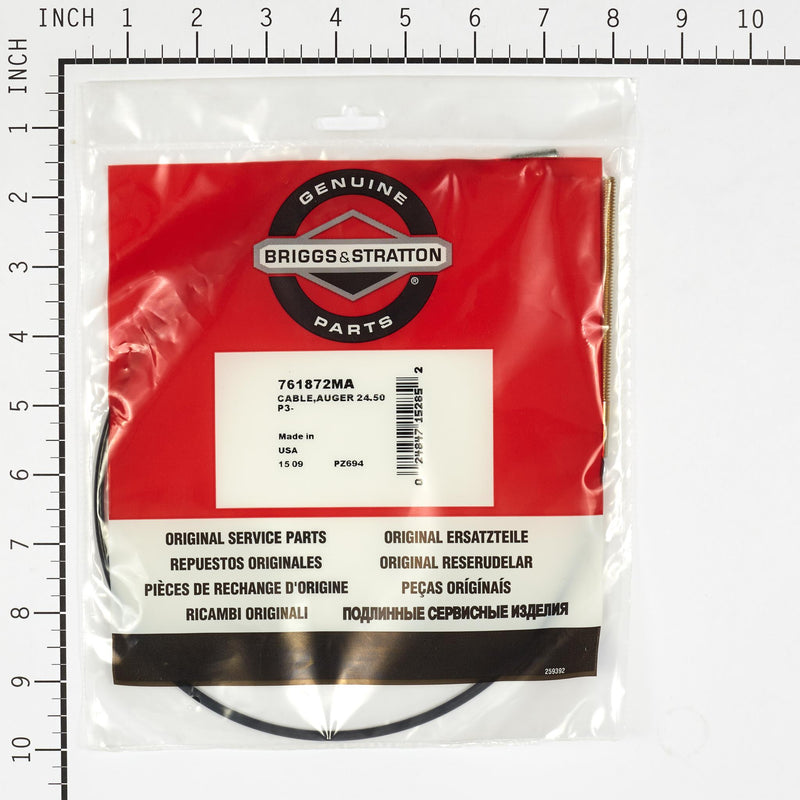 INCH 1 2 3 4 5 6 7 8 9 10
INCH
1
2
3
4
5
6
7
8
9
10
GENUINE
BRIGGS & STRATTON
®
PARTS
761872MA
CABLE,AUGER 24.50
P3-
Made in
USA
15 09 PZ694
0 24847 15285 2
ORIGINAL SERVICE PARTS ORIGINAL ERSATZTEILE
REPUESTOS ORIGINALES ORIGINAL RESERUDELAR
PIÈCES DE RECHANGE D'ORIGINE PEÇAS ORÍGÍNAÍS
RICAMBI ORIGINALI ПОДЛИННЫЕ СЕРВИСНЫЕ ИЗДЕЛИЯ
259392